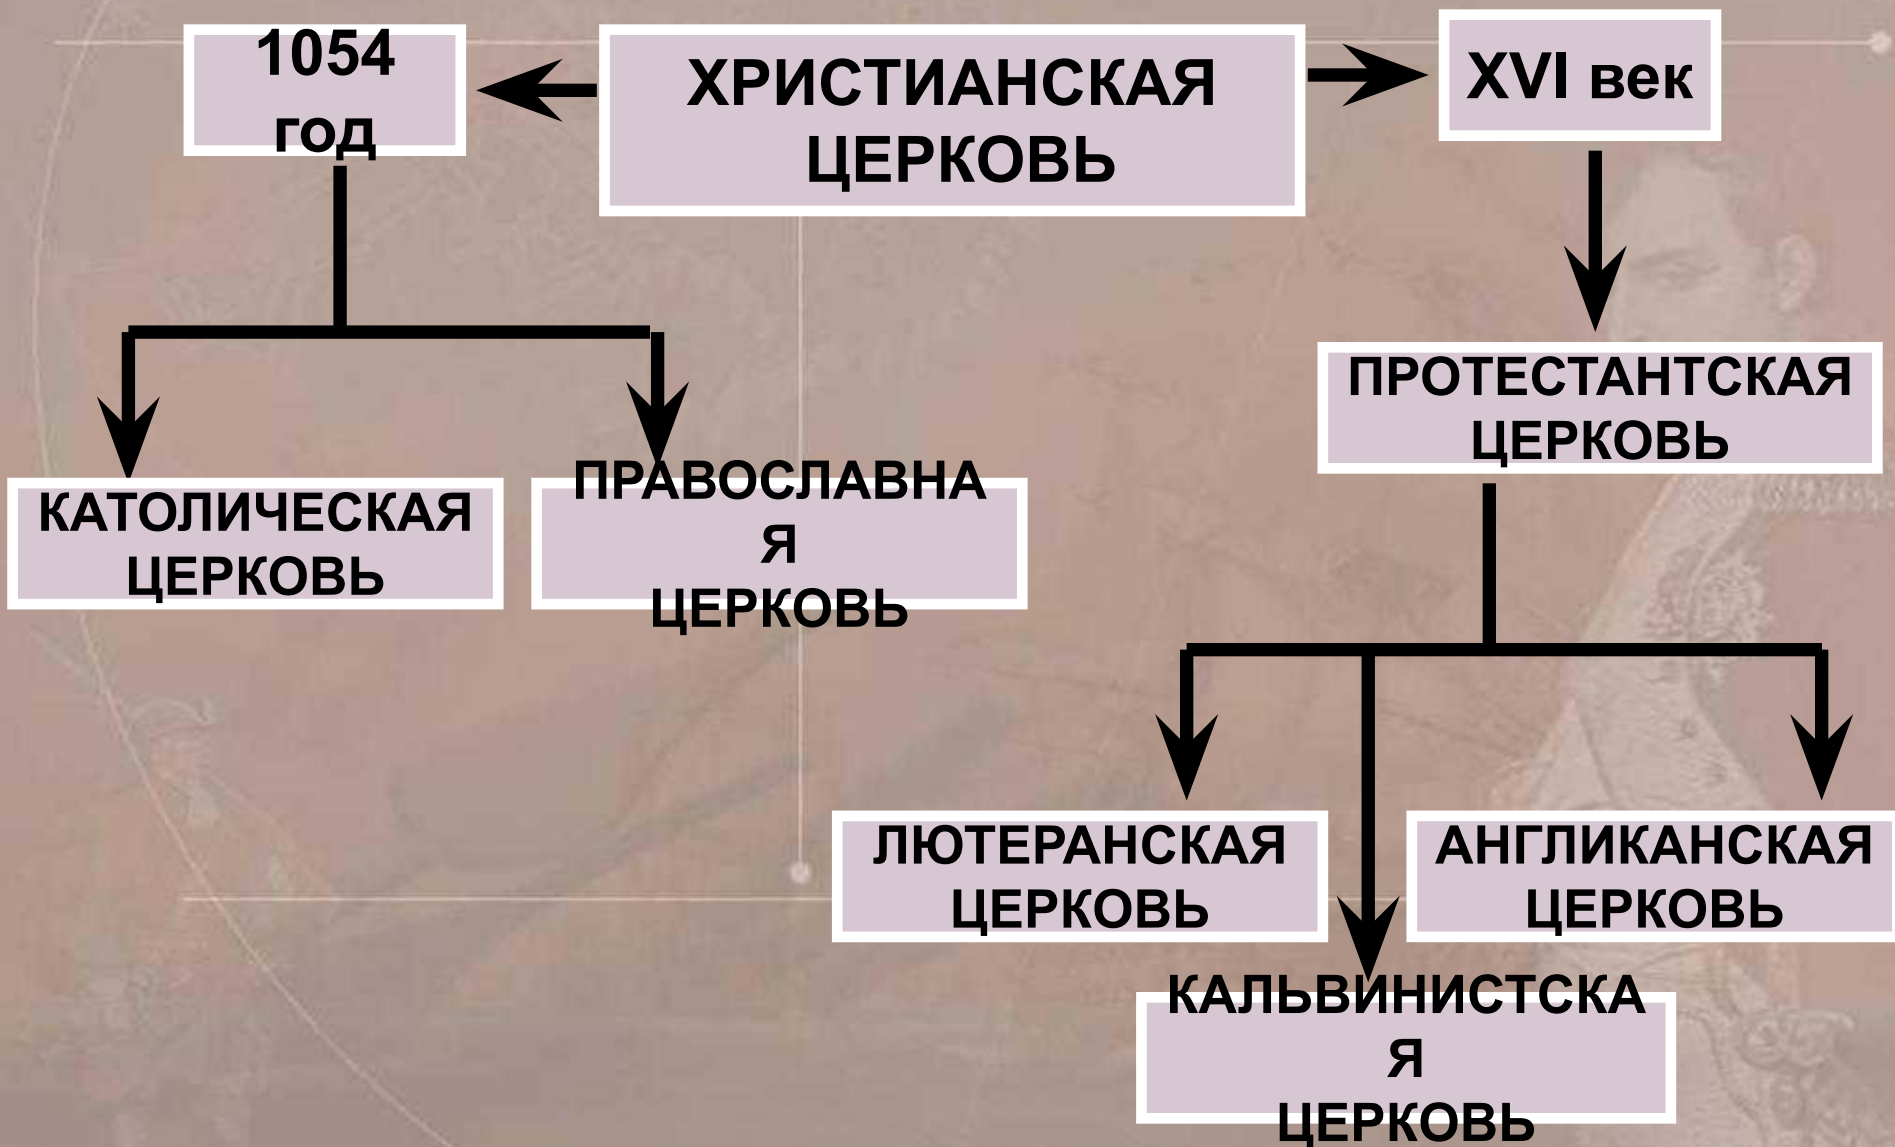 1054
год
ХРИСТИАНСКАЯ
ЦЕРКОВЬ
XVI век
КАТОЛИЧЕСКАЯ
ЦЕРКОВЬ
ПРАВОСЛАВНА
Я
ЦЕРКОВЬ
ПРОТЕСТАНТСКАЯ
ЦЕРКОВЬ
ЛЮТЕРАНСКАЯ
ЦЕРКОВЬ
КАЛЬВИНИСТСКА
Я
ЦЕРКОВЬ
АНГЛИКАНСКАЯ
ЦЕРКОВЬ